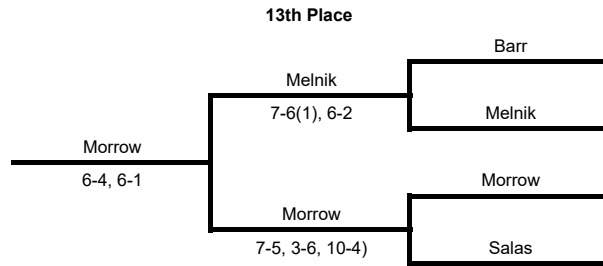 13th Place
Barr
Melnik
7-6(1), 6-2
Melnik
Morrow
6-4, 6-1
Morrow
Morrow
7-5, 3-6, 10-4)
Salas